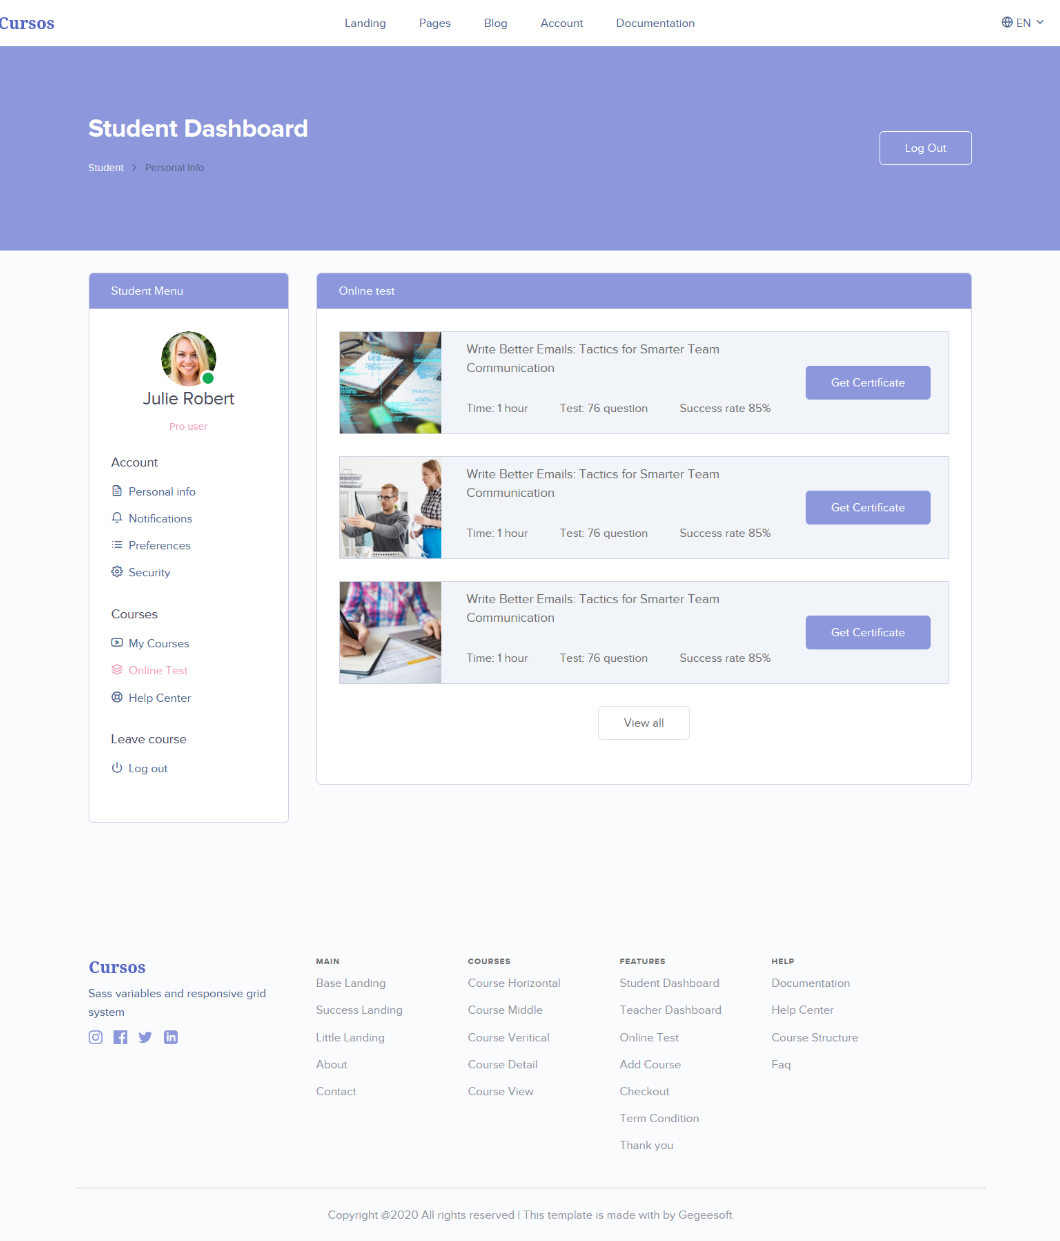 Cursos
Landing Pages Blog Account Documentation
EN
Student Dashboard
Log Out
Student > Personal Info
Student Menu
Julie Robert
Pro user
Account
Personal info
Notifications
Preferences
Security
Courses
My Courses
Online Test
Help Center
Leave course
Log out
Online test
Write Better Emails: Tactics for Smarter Team
Communication
Time: 1 hour Test: 76 question Success rate 85%
Get Certificate
Write Better Emails: Tactics for Smarter Team
Communication
Time: 1 hour Test: 76 question Success rate 85%
Get Certificate
Write Better Emails: Tactics for Smarter Team
Communication
Time: 1 hour Test: 76 question Success rate 85%
Get Certificate
View all
Cursos
Sass variables and responsive grid
system
MAIN
Base Landing
Success Landing
Little Landing
About
Contact
COURSES
Course Horizontal
Course Middle
Course Veritical
Course Detail
Course View
FEATURES
Student Dashboard
Teacher Dashboard
Online Test
Add Course
Checkout
Term Condition
Thank you
HELP
Documentation
Help Center
Course Structure
Faq
Copyright @2020 All rights reserved | This template is made with by Gegeesoft